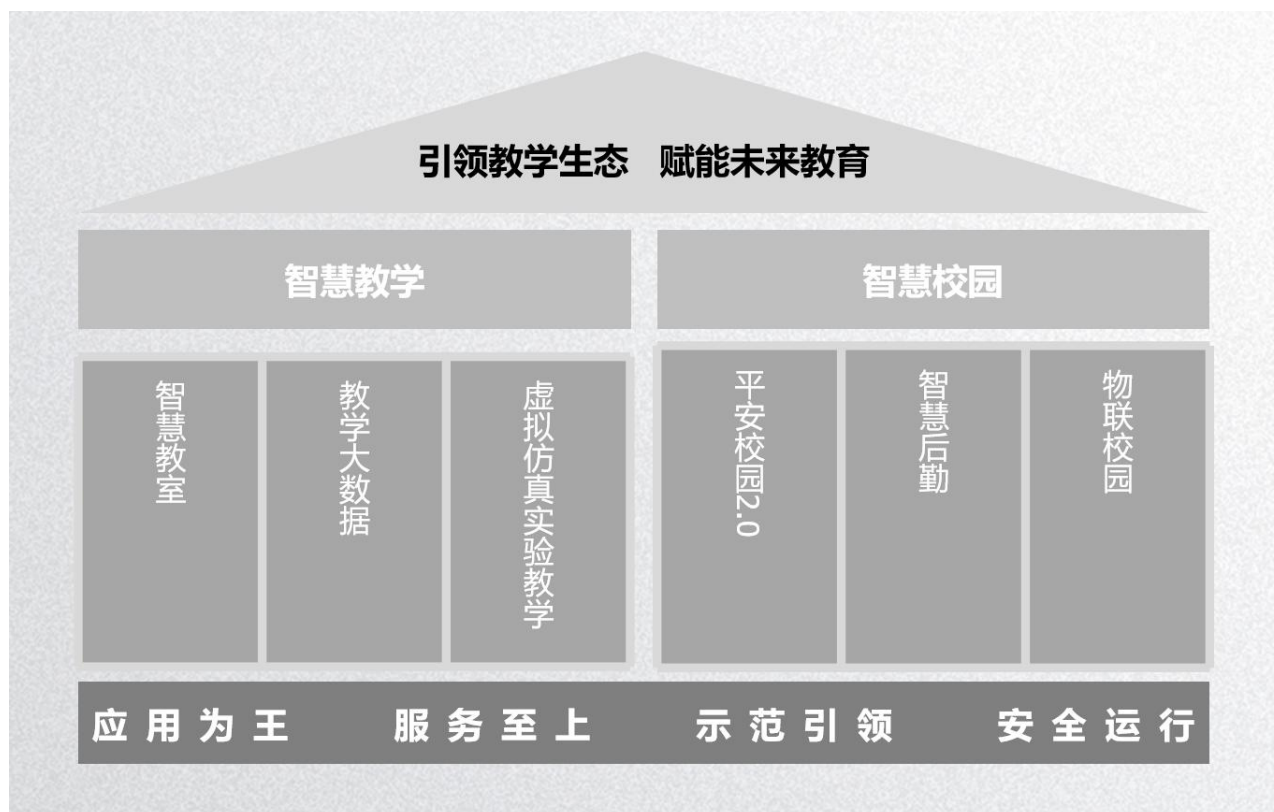 引领教学生态 赋能未来教育
智慧教学
智慧校园
智慧教室
教学大数据
虚拟仿真实验教学
平安校园2.0
智慧后勤
物联校园
应用为王 服务至上 示范引领 安全运行